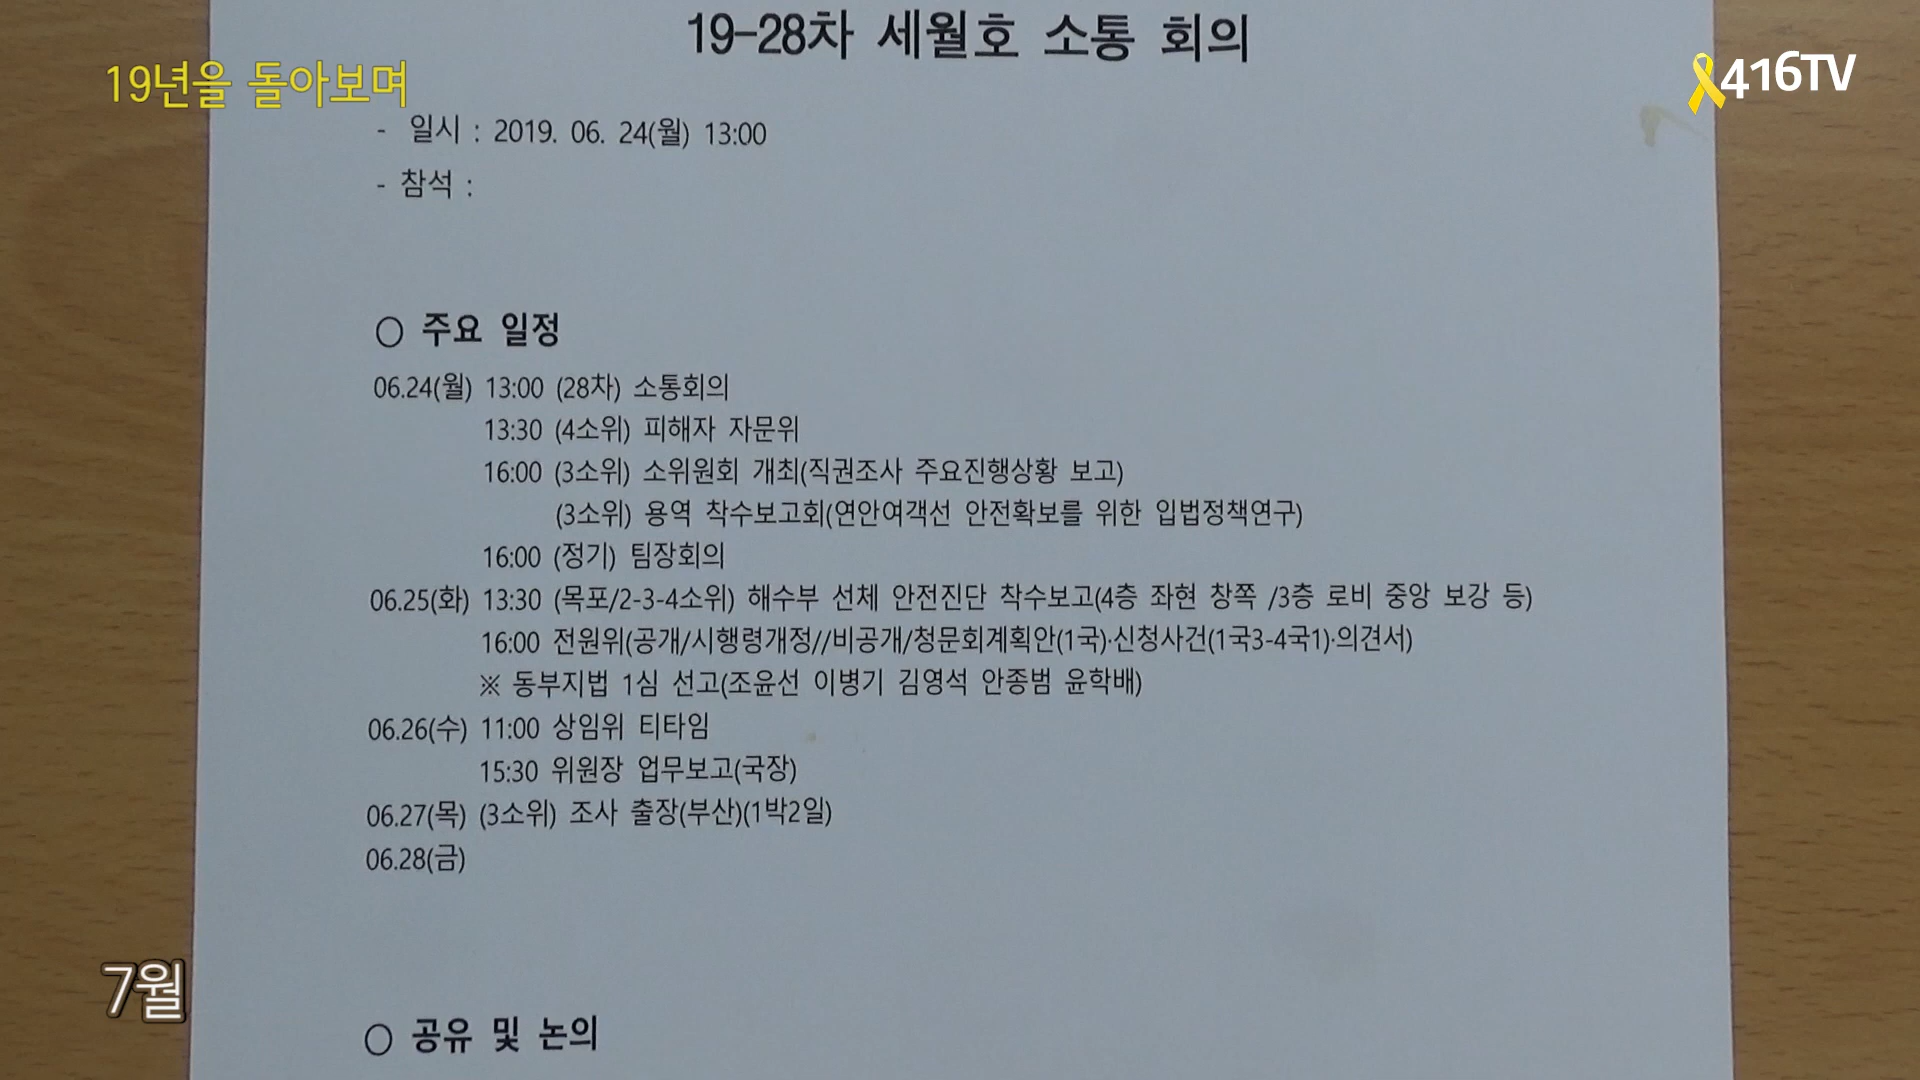 19-28차 세월호 소통 회의
19년을 돌아보며
416TV
- 일시 : 2019. 06. 24(월) 13:00
- 참석 :
○ 주요 일정
06.24(월) 13:00 (28차) 소통회의
13:30 (4소위) 피해자 자문위
16:00 (3소위) 소위원회 개최(직권조사 주요진행상황 보고)
(3소위) 용역 착수보고회(연안여객선 안전확보를 위한 입법정책연구)
16:00 (정기) 팀장회의
06.25(화) 13:30 (목포/2-3-4소위) 해수부 선체 안전진단 착수보고(4층 좌현 창쪽 /3층 로비 중앙 보강 등)
16:00 전원위(공개/시행령개정//비공개/청문회계획안(1국)·신청사건(1국3-4국1)·의견서)
※ 동부지법 1심 선고(조윤선 이병기 김영석 안종범 윤학배)
06.26(수) 11:00 상임위 티타임
15:30 위원장 업무보고(국장)
06.27(목) (3소위) 조사 출장(부산)(1박2일)
06.28(금)
7월
○ 공유 및 논의